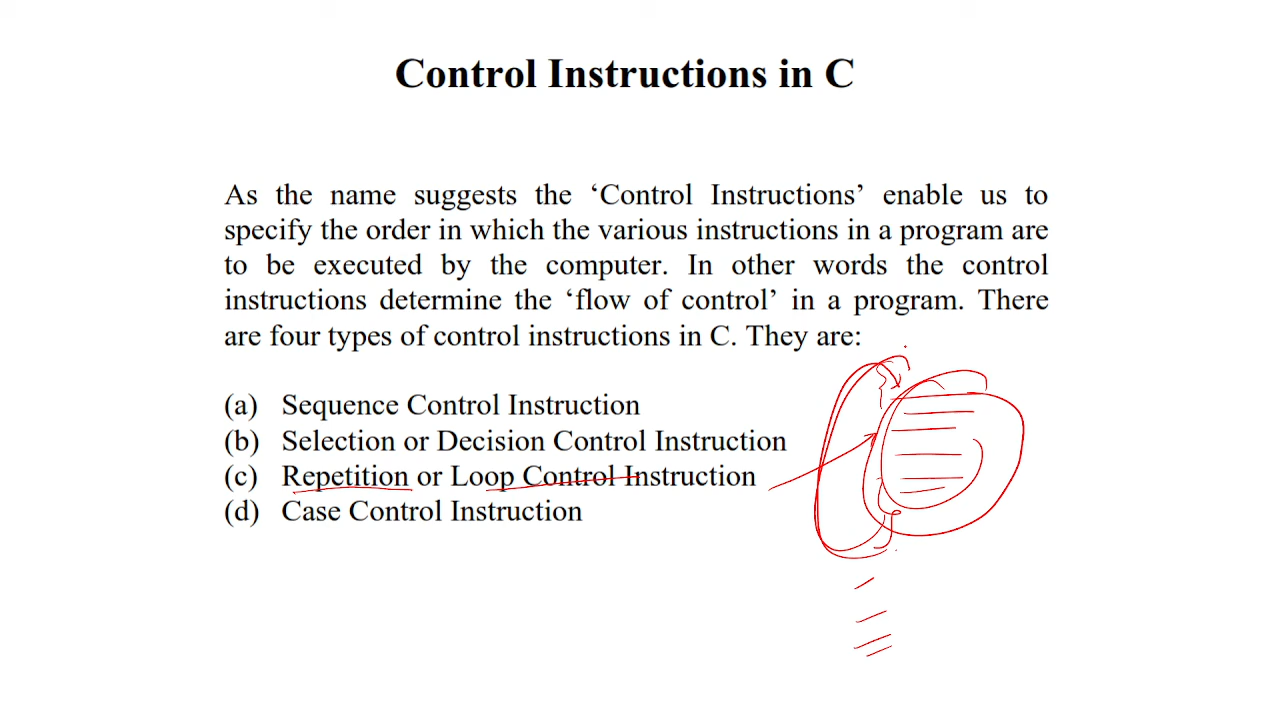 Control Instructions in C
As the name suggests the ‘Control Instructions’ enable us to
specify the order in which the various instructions in a program are
to be executed by the computer. In other words the control
instructions determine the ‘flow of control’ in a program. There
are four types of control instructions in C. They are:
(a) Sequence Control Instruction
(b) Selection or Decision Control Instruction
(c) Repetition or Loop Control Instruction
(d) Case Control Instruction